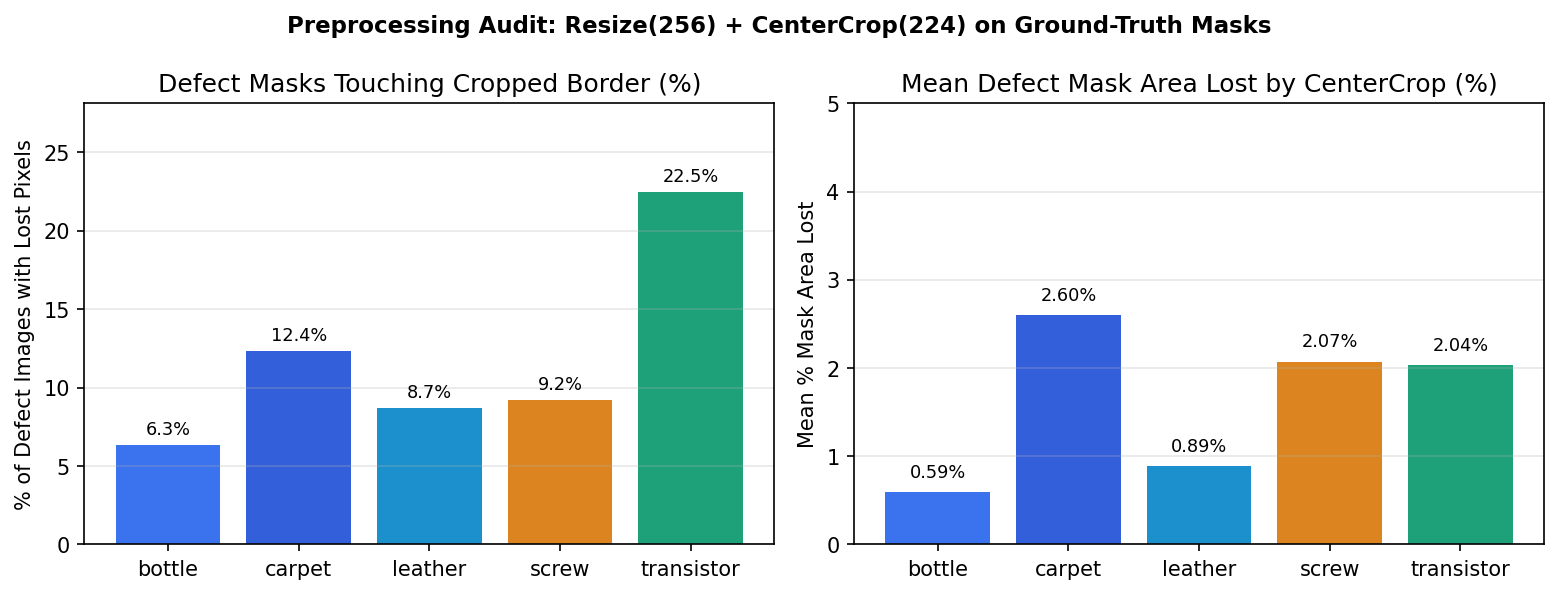 Preprocessing Audit: Resize(256) + CenterCrop(224) on Ground-Truth Masks
Defect Masks Touching Cropped Border (%)
% of Defect Images with Lost Pixels
25
20
15
10
5
0
6.3%
12.4%
8.7%
9.2%
22.5%
bottle
carpet
leather
screw
transistor
Mean Defect Mask Area Lost by CenterCrop (%)
Mean % Mask Area Lost
5
4
3
2
1
0
0.59%
2.60%
0.89%
2.07%
2.04%
bottle
carpet
leather
screw
transistor